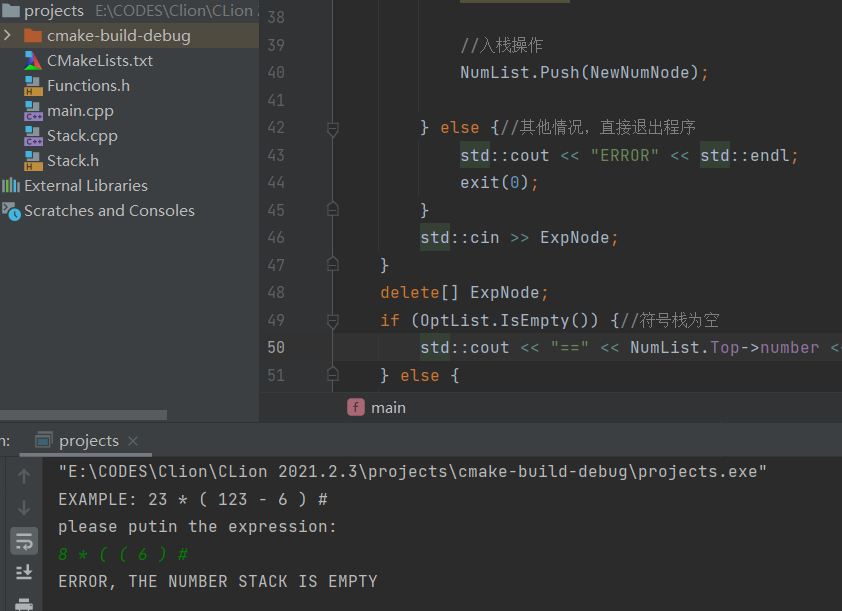 projects E:\CODES\Clion\CLion
cmake-build-debug
CMakeLists.txt
Functions.h
main.cpp
Stack.cpp
Stack.h
External Libraries
Scratches and Consoles
38
39 //入栈操作
40 NumList.Push(NewNumNode);
41
42 } else {//其他情况，直接退出程序
43 std::cout << "ERROR" << std::endl;
44 exit(0);
45 }
46 std::cin >> ExpNode;
47 }
48 delete[] ExpNode;
49 if (OptList.IsEmpty()) {//符号栈为空
50 std::cout << "==" << NumList.Top->number <
51 } else {
f main
n: projects ×
"E:\CODES\Clion\CLion 2021.2.3\projects\cmake-build-debug\projects.exe"
EXAMPLE: 23 * ( 123 - 6 ) #
please putin the expression:
8 * ( ( 6 ) #
ERROR, THE NUMBER STACK IS EMPTY